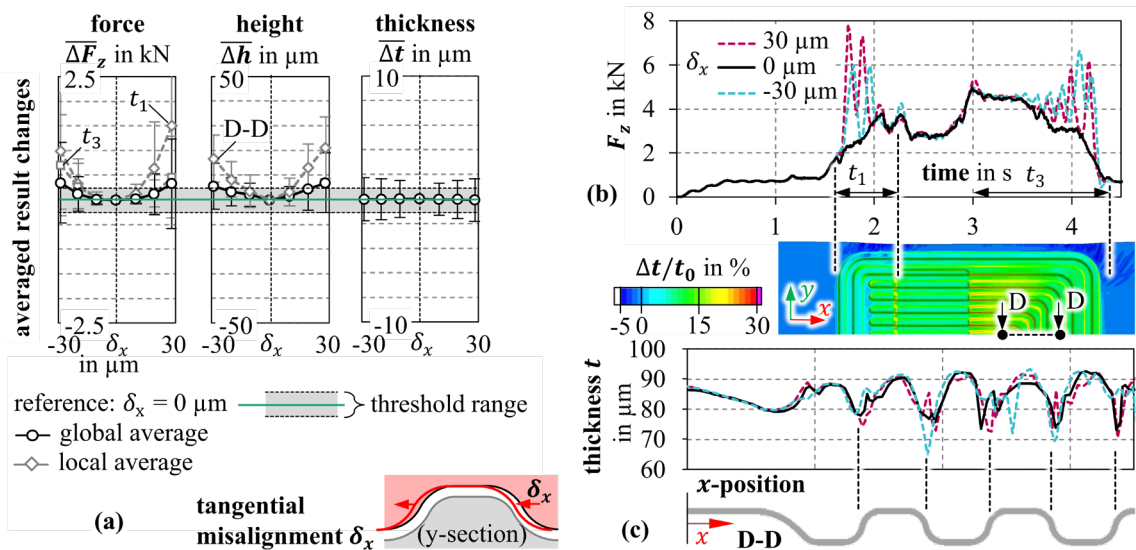 force height thickness
ΔF_z in kN Δh in µm Δt in µm
2.5 50 10
t₁
t₃
D-D
averaged result changes
-2.5 -50 -10
-30 δₓ 30 -30 δₓ 30 -30 δₓ 30
in µm
reference: δₓ = 0 µm
threshold range
global average
local average
(a)
tangential
misalignment δₓ
δₓ
(y-section)
F_z in kN
8
6
4
2
0
δₓ
30 µm
0 µm
-30 µm
t₁
time in s t₃
(b)
0 1 2 3 4
Δt/t₀ in %
-5 0 15 30
y
x
D D
thickness t
in µm
100
90
80
70
60
x-position
x
D-D
(c)